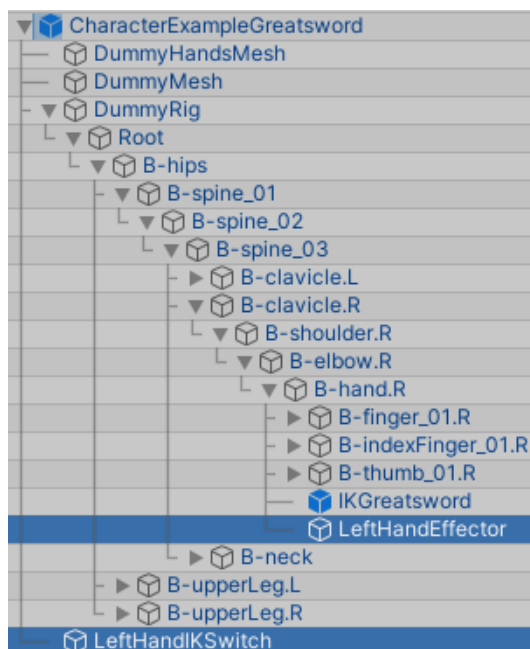 CharacterExampleGreatsword
DummyHandsMesh
DummyMesh
DummyRig
Root
B-hips
B-spine_01
B-spine_02
B-spine_03
B-clavicle.L
B-clavicle.R
B-shoulder.R
B-elbow.R
B-hand.R
B-finger_01.R
B-indexFinger_01.R
B-thumb_01.R
IKGreatsword
LeftHandEffector
B-neck
B-upperLeg.L
B-upperLeg.R
LeftHandIKSwitch